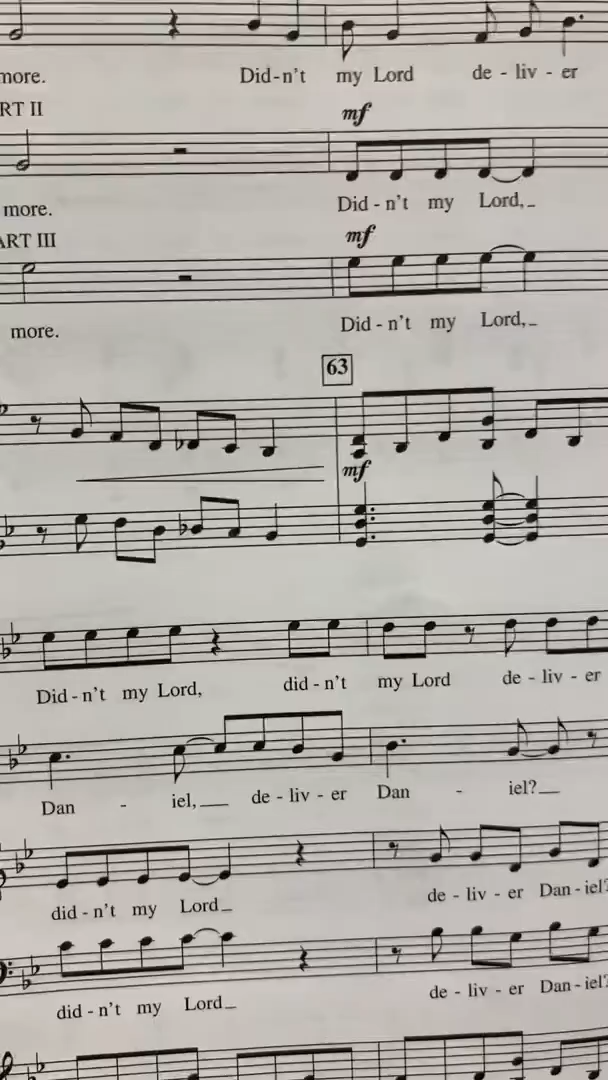 more. Did-n't my Lord de - liv - er
RT II
mf
more. Did - n't my Lord,
ART III
mf
more. Did - n't my Lord,
63
mf
Did - n't my Lord, did - n't my Lord de - liv - er
Dan - iel, de - liv - er Dan - iel?
did - n't my Lord de - liv - er Dan - iel?
did - n't my Lord de - liv - er Dan - iel?